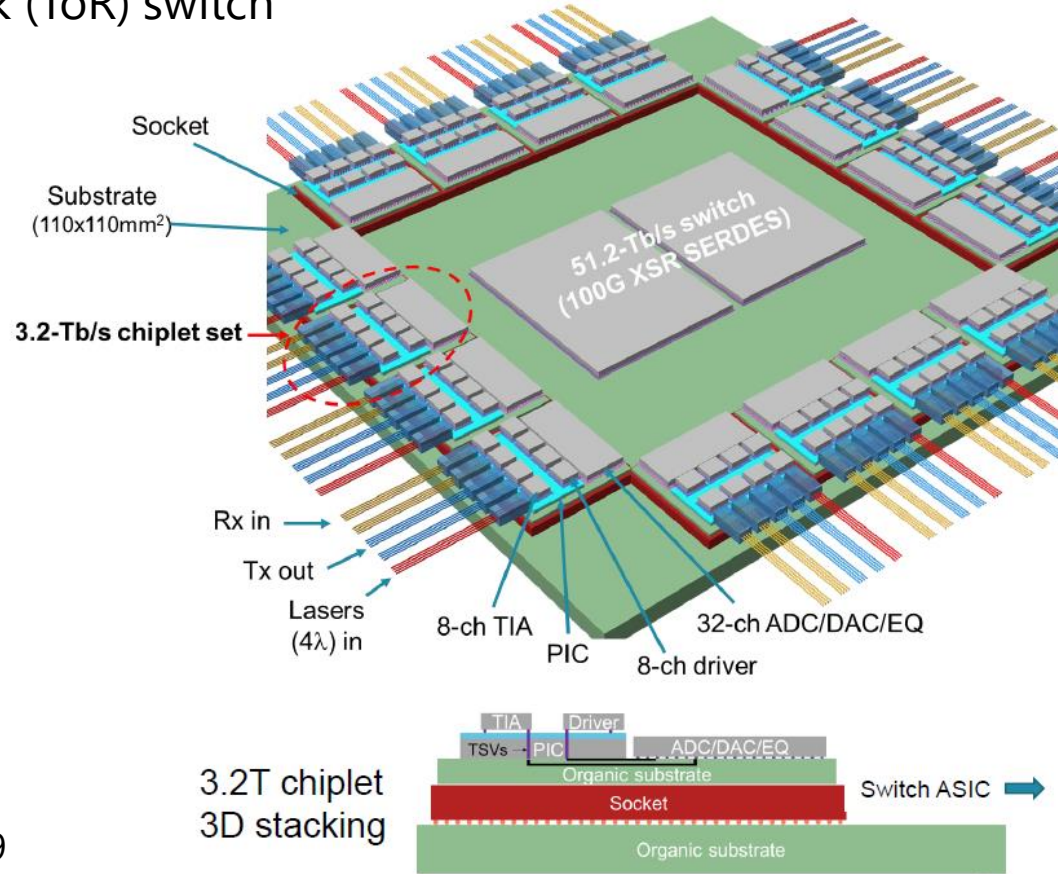 (ToR) switch
Socket
Substrate
(110x110mm²)
51.2-Tb/s switch
(100G XSR SERDES)
3.2-Tb/s chiplet set
Rx in
Tx out
Lasers
(4λ) in
8-ch TIA
PIC
8-ch driver
32-ch ADC/DAC/EQ
TIA
Driver
TSVs
PIC
ADC/DAC/EQ
Organic substrate
3.2T chiplet
3D stacking
Socket
Switch ASIC
Organic substrate
9